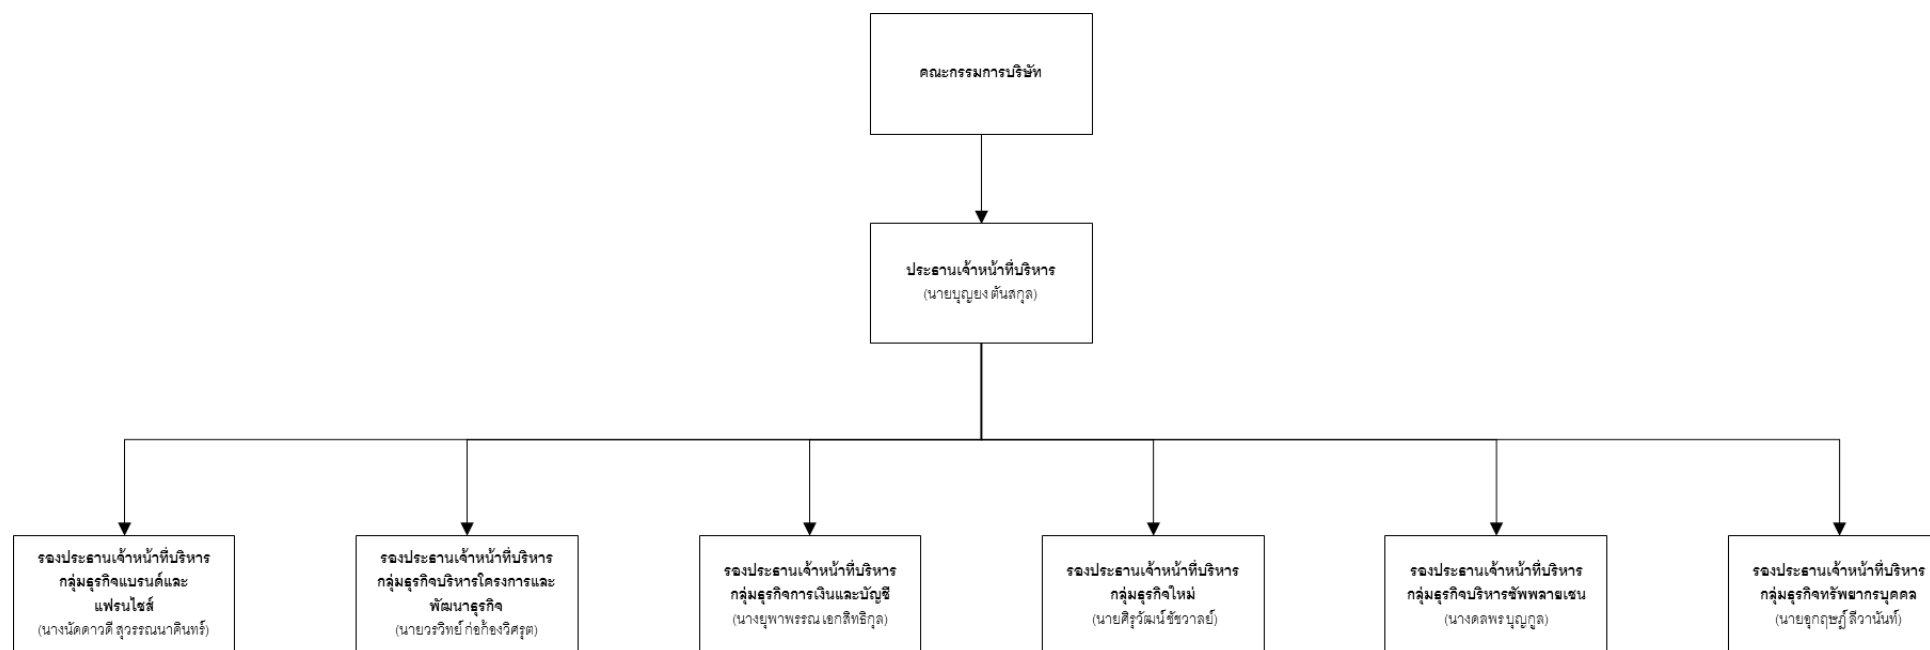 คณะกรรมการบริษัท
ประธานเจ้าหน้าที่บริหาร
(นายบุญยง ตันสกุล)
รองประธานเจ้าหน้าที่บริหาร
กลุ่มธุรกิจแบรนด์และ
แฟรนไชส์
(นางนัดดาวดี สุวรรณนาคินทร์)
รองประธานเจ้าหน้าที่บริหาร
กลุ่มธุรกิจบริหารโครงการและ
พัฒนาธุรกิจ
(นายวรวิทย์ ก่อก้องวิศรุต)
รองประธานเจ้าหน้าที่บริหาร
กลุ่มธุรกิจการเงินและบัญชี
(นางยุพาพรรณ เอกสิทธิกุล)
รองประธานเจ้าหน้าที่บริหาร
กลุ่มธุรกิจใหม่
(นายศิรุวัฒน์ ชัชวาลย์)
รองประธานเจ้าหน้าที่บริหาร
กลุ่มธุรกิจบริหารซัพพลายเชน
(นางดลพร บุญกูล)
รองประธานเจ้าหน้าที่บริหาร
กลุ่มธุรกิจทรัพยากรบุคคล
(นายอุกฤษฎ์ ลีวานันท์)